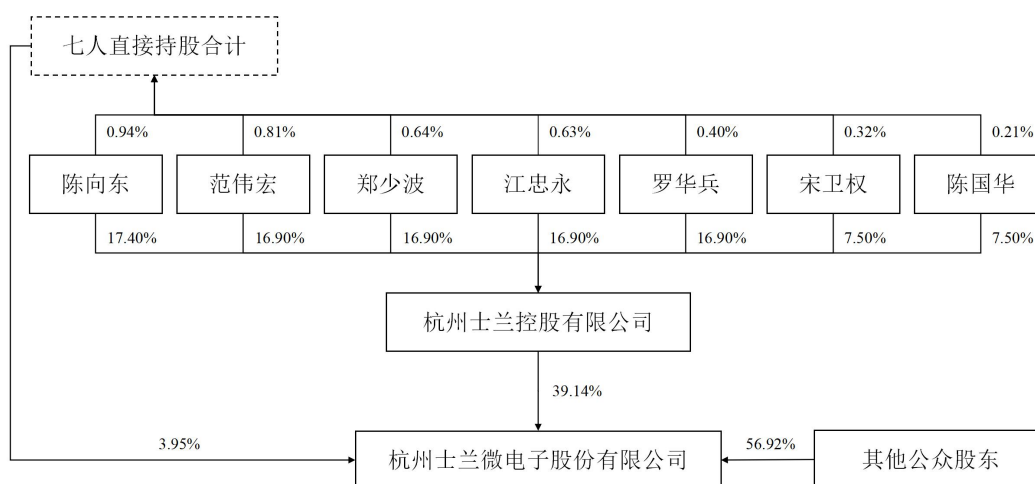 七人直接持股合计
0.94%
0.81%
0.64%
0.63%
0.40%
0.32%
0.21%
陈向东
范伟宏
郑少波
江忠永
罗华兵
宋卫权
陈国华
17.40%
16.90%
16.90%
16.90%
16.90%
7.50%
7.50%
杭州士兰控股有限公司
39.14%
3.95%
56.92%
杭州士兰微电子股份有限公司
其他公众股东